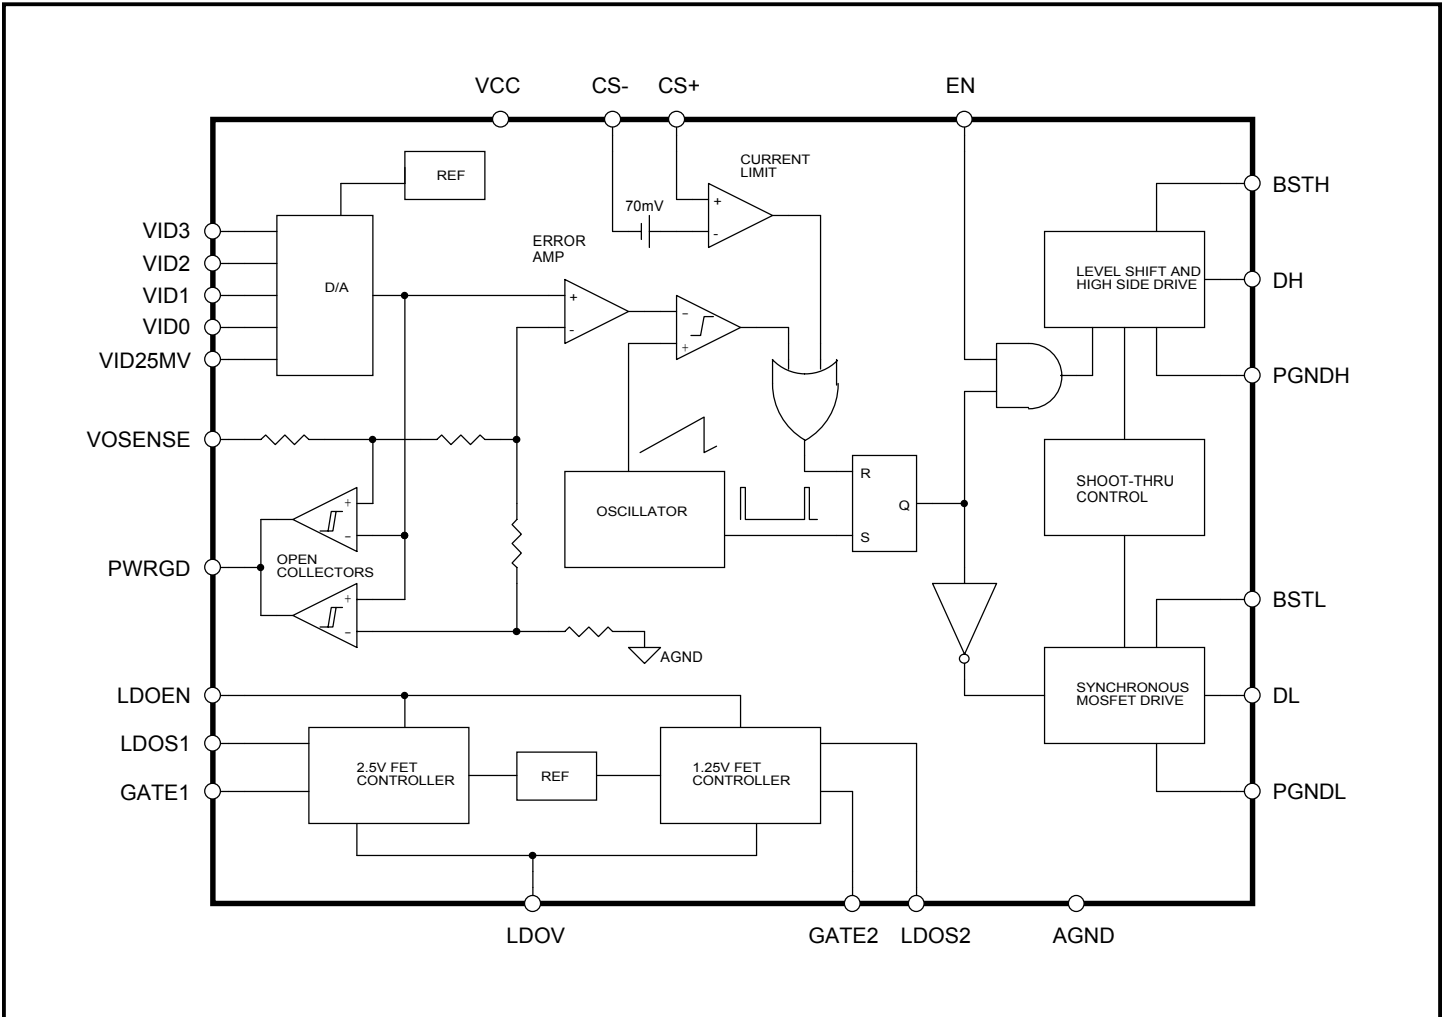 VCC CS- CS+ EN
CURRENT
LIMIT
REF
BSTH
70mV
+
-
VID3
ERROR
AMP
VID2
LEVEL SHIFT AND
HIGH SIDE DRIVE
DH
D/A
VID1
+
-
-
+
VID0
VID25MV
PGNDH
VOSENSE
R
S
Q
SHOOT-THRU
CONTROL
OSCILLATOR
+
-
OPEN
COLLECTORS
PWRGD
+
-
BSTL
AGND
LDOEN
SYNCHRONOUS
MOSFET DRIVE
DL
LDOS1
2.5V FET
CONTROLLER
REF
1.25V FET
CONTROLLER
GATE1
PGNDL
LDOV GATE2 LDOS2 AGND